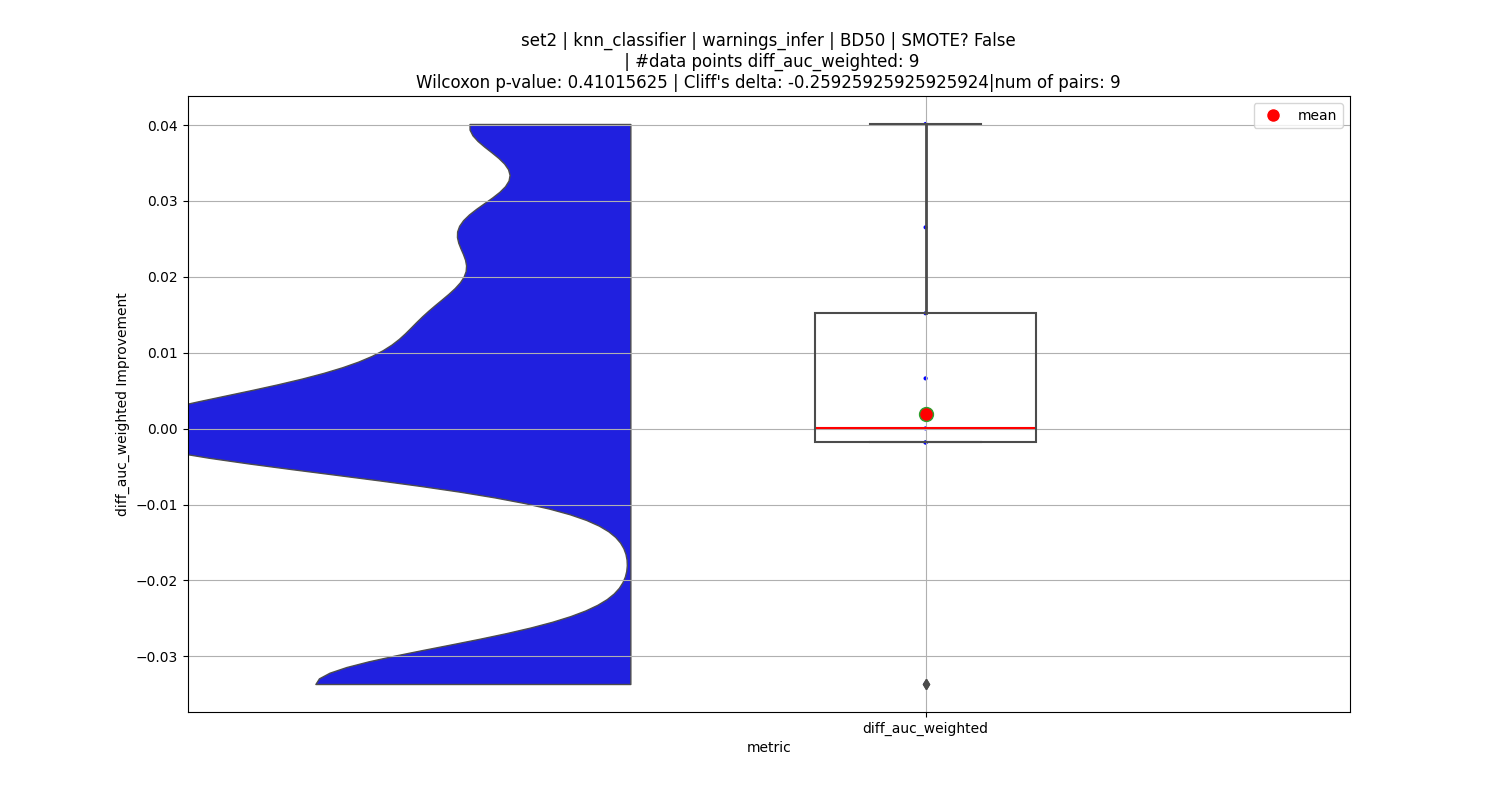 set2 | knn_classifier | warnings_infer | BD50 | SMOTE? False
| #data points diff_auc_weighted: 9
Wilcoxon p-value: 0.41015625 | Cliff's delta: -0.25925925925925924|num of pairs: 9
mean
0.04
0.03
0.02
0.01
0.00
−0.01
−0.02
−0.03
diff_auc_weighted Improvement
diff_auc_weighted
metric